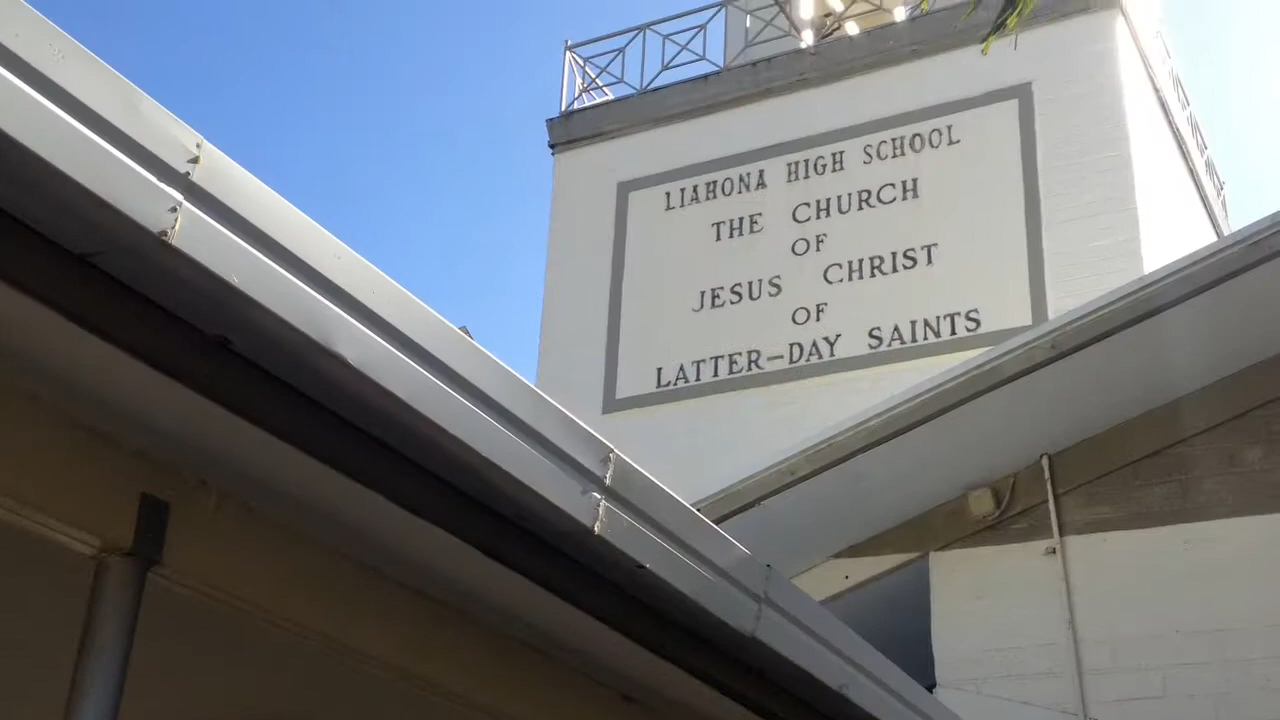 LIAHONA HIGH SCHOOL
THE CHURCH
OF
JESUS CHRIST
OF
LATTER-DAY SAINTS